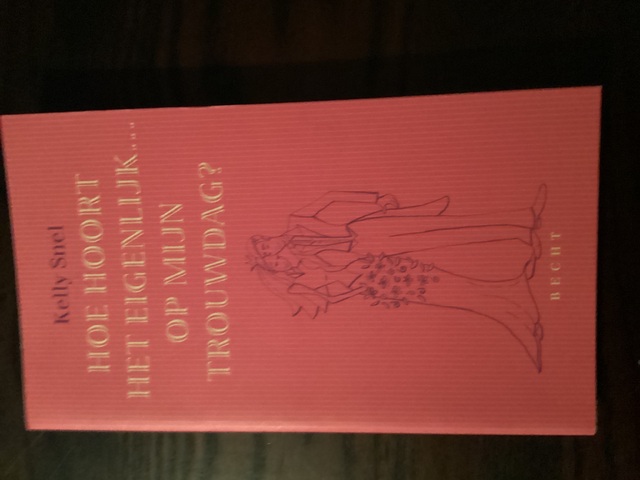 Kelly Snel
HOE HOORT
HET EIGENLIJK...
OP MIJN
TROUWDAG?
BECHT